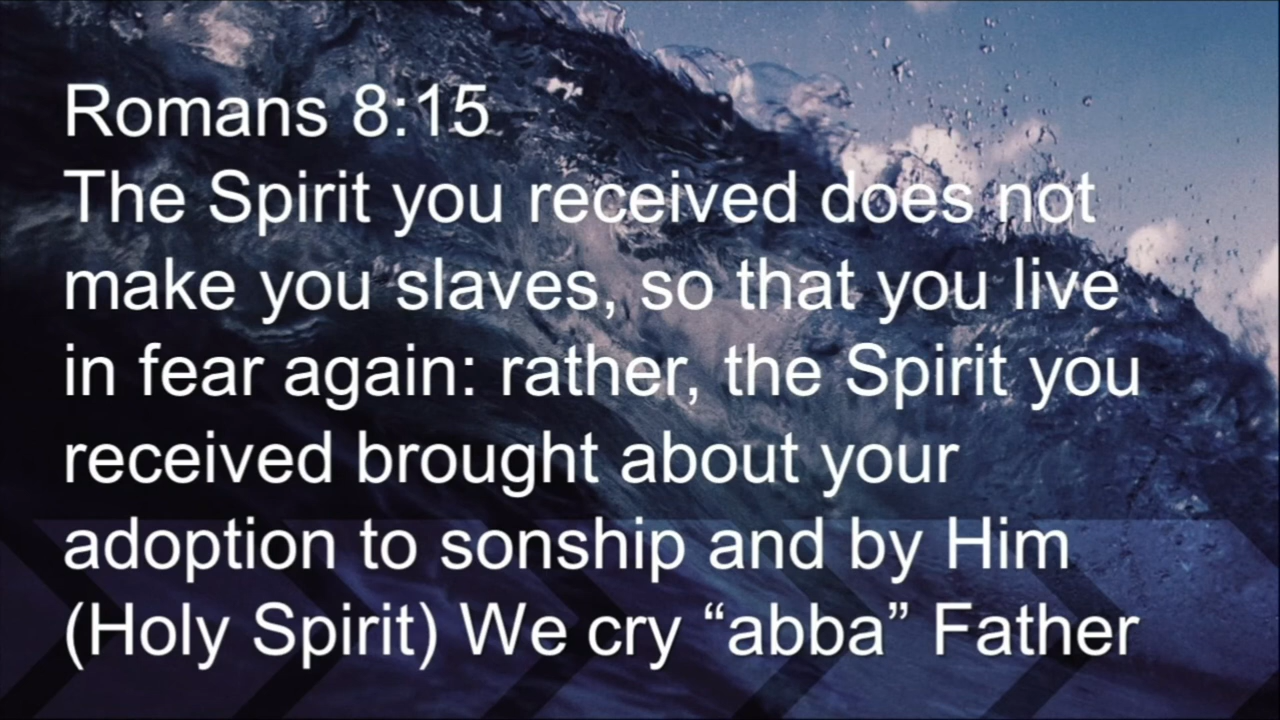 Romans 8:15
The Spirit you received does not
make you slaves, so that you live
in fear again: rather, the Spirit you
received brought about your
adoption to sonship and by Him
(Holy Spirit) We cry “abba” Father